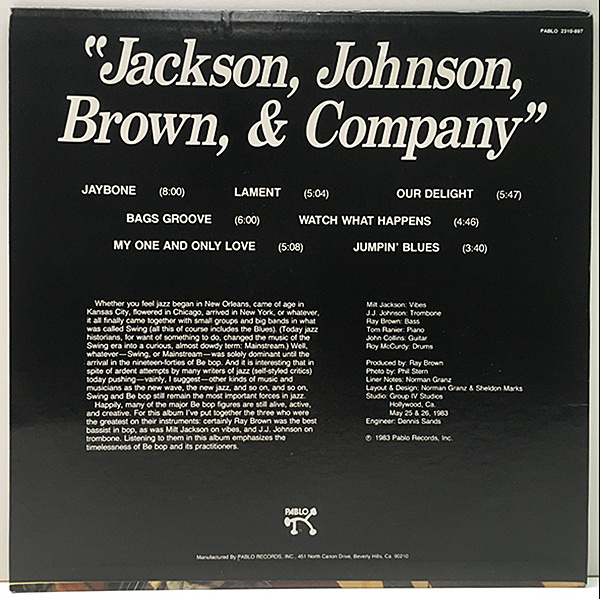 PABLO 2310-897
“Jackson, Johnson,
Brown, & Company”
JAYBONE (8:00) LAMENT (5:04) OUR DELIGHT (5:47)
BAGS GROOVE (6:00) WATCH WHAT HAPPENS (4:46)
MY ONE AND ONLY LOVE (5:08) JUMPIN’ BLUES (3:40)
Whether you feel jazz began in New Orleans, came of age in
Kansas City, flowered in Chicago, arrived in New York, or whatever,
it all finally came together with small groups and big bands in what
was called Swing (all this of course includes the Blues). (Today jazz
historians, for want of something to do, changed the music of the
Swing era into a curious, almost dowdy term: Mainstream.) Well,
whatever—Swing, or Mainstream—was solely dominant until the
arrival in the nineteen-forties of Be bop. And it is interesting that in
spite of ardent attempts by many writers of jazz (self-styled critics)
today pushing—vainly, I suggest—other kinds of music and
musicians as the new wave, the new jazz, and so on, and so on,
Swing and Be bop still remain the most important forces in jazz.
Happily, many of the major Be bop figures are still alive, active,
and creative. For this album I’ve put together the three who were
the greatest on their instruments: certainly Ray Brown was the best
bassist in bop, as was Milt Jackson on vibes, and J.J. Johnson on
trombone. Listening to them in this album emphasizes the
timelessness of Be bop and its practitioners.
Milt Jackson: Vibes
J.J. Johnson: Trombone
Ray Brown: Bass
Tom Ranier: Piano
John Collins: Guitar
Roy McCurdy: Drums
Produced by: Ray Brown
Photo by: Phil Stern
Liner Notes: Norman Granz
Layout & Design: Norman Granz & Sheldon Marks
Studio: Group IV Studios
Hollywood, Ca.
May 25 & 26, 1983
Engineer: Dennis Sands
℗ 1983 Pablo Records, Inc.
PABLO
Manufactured By PABLO RECORDS, INC., 451 North Canon Drive, Beverly Hills, Ca. 90210